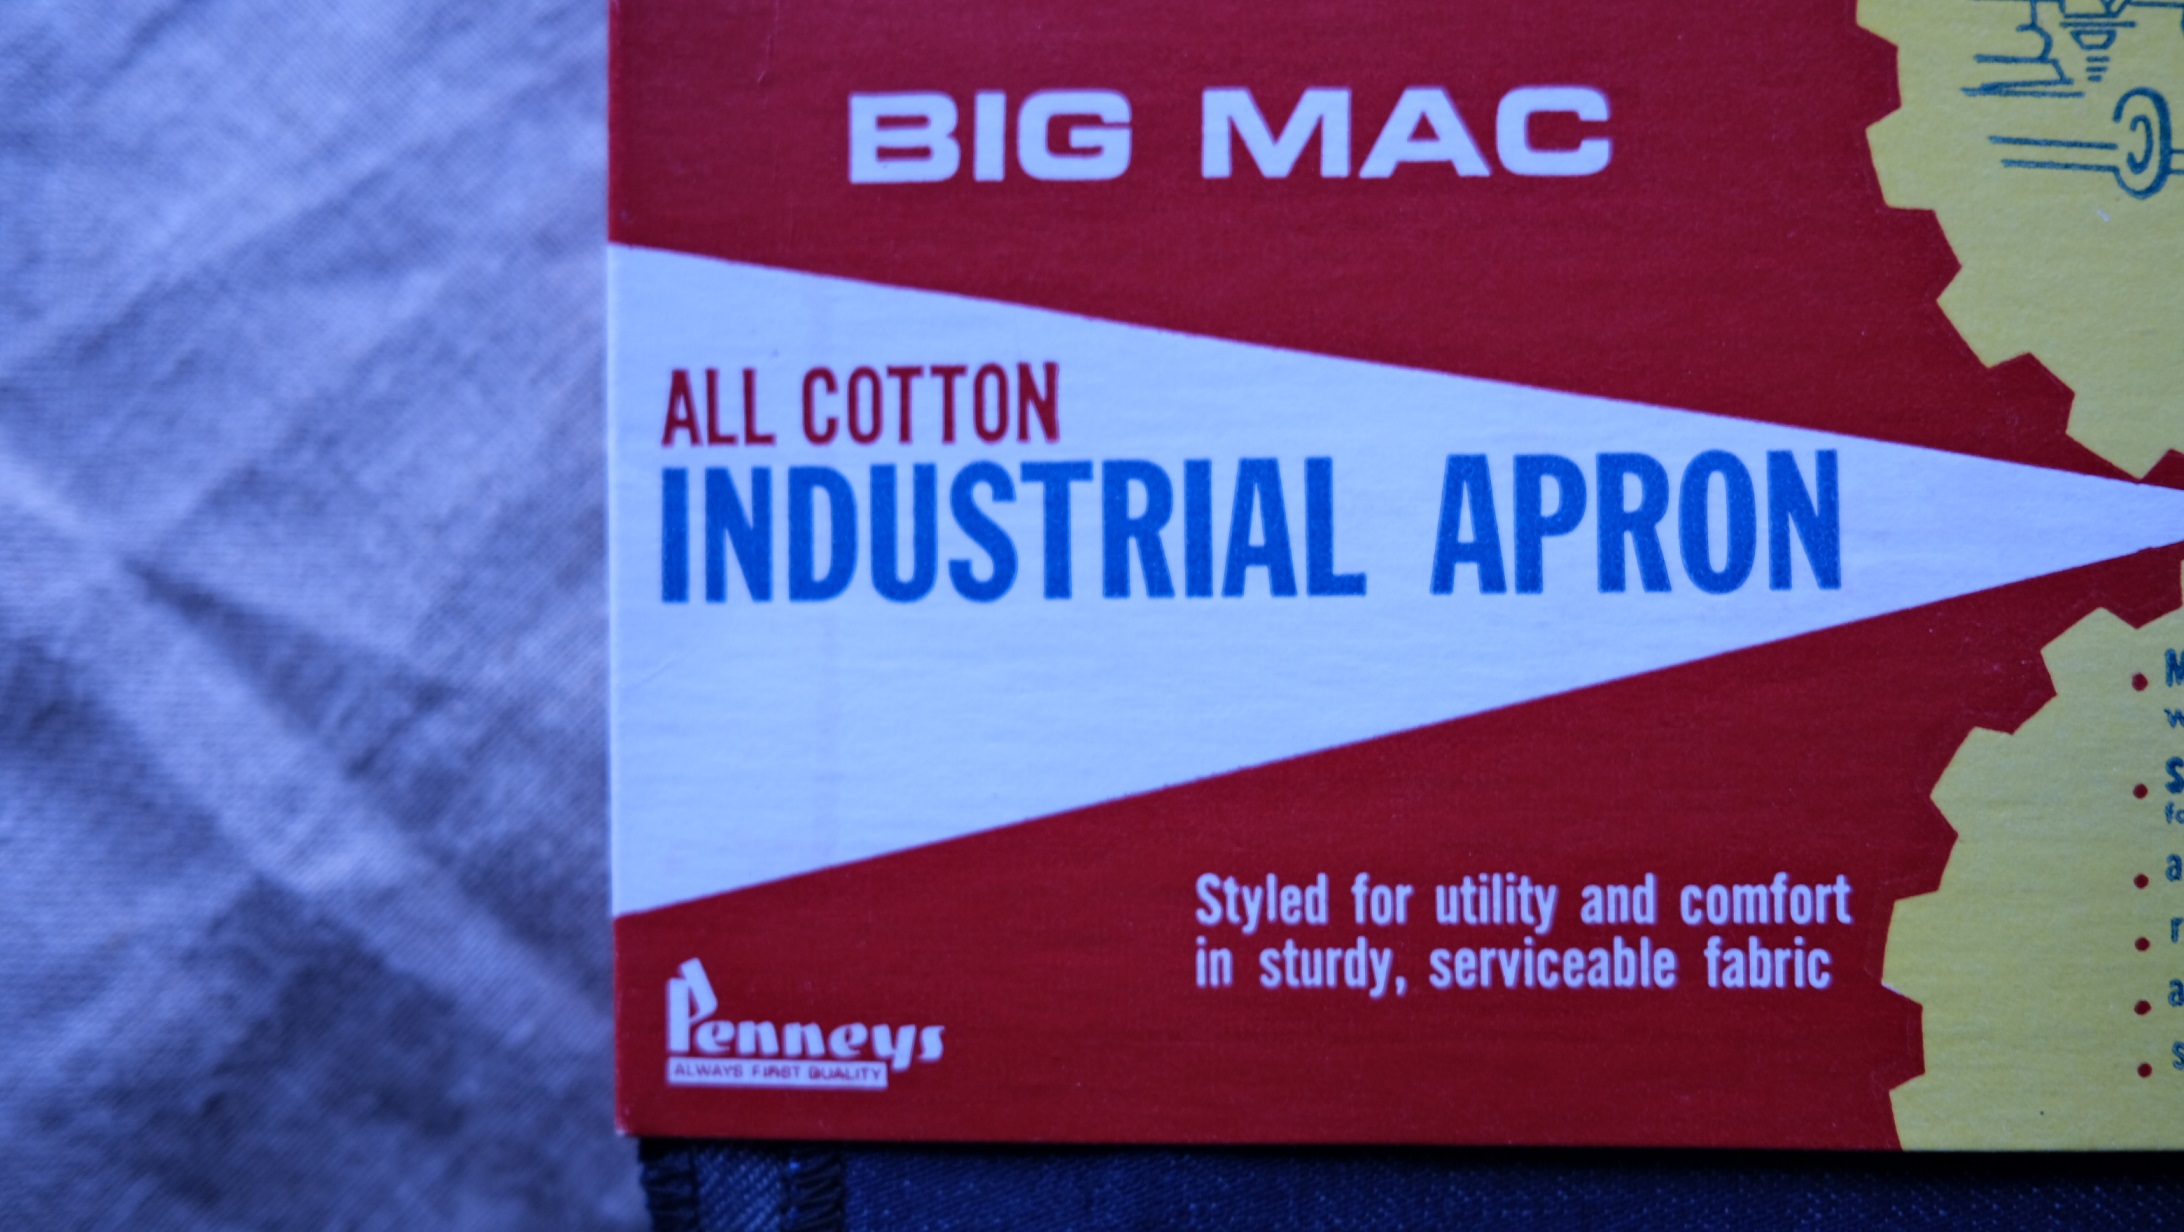 BIG MAC
ALL COTTON
INDUSTRIAL APRON
Styled for utility and comfort
in sturdy, serviceable fabric
Penneys
ALWAYS FIRST QUALITY